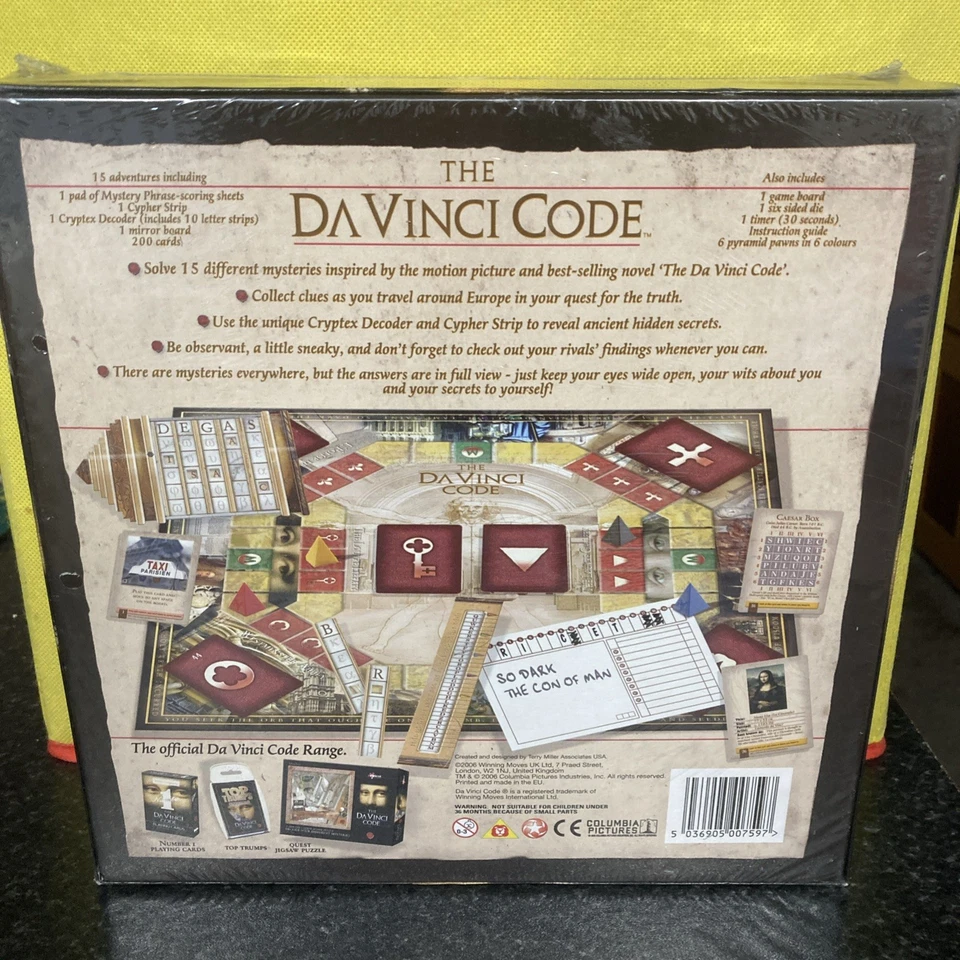 THE
DA VINCI CODE™
15 adventures including
1 pad of Mystery Phrase-scoring sheets
1 Cypher Strip
1 Cryptex Decoder (includes 10 letter strips)
1 mirror board
200 cards
Also includes
1 game board
1 six sided die
1 timer (30 seconds)
Instruction guide
6 pyramid pawns in 6 colours
Solve 15 different mysteries inspired by the motion picture and best-selling novel 'The Da Vinci Code'.
Collect clues as you travel around Europe in your quest for the truth.
Use the unique Cryptex Decoder and Cypher Strip to reveal ancient hidden secrets.
Be observant, a little sneaky, and don't forget to check out your rivals' findings whenever you can.
There are mysteries everywhere, but the answers are in full view - just keep your eyes wide open, your wits about you
and your secrets to yourself!
DEGAS
THE
DA VINCI
CODE
TAXI
PARISIEN
CAESAR BOX
SO DARK
THE CON OF MAN
The official Da Vinci Code Range.
NUMBER 1
PLAYING CARDS
TOP TRUMPS
QUEST
JIGSAW PUZZLE
Created and designed by Terry Miller Associates USA.
©2006 Winning Moves UK Ltd, 7 Praed Street,
London, W2 1NJ, United Kingdom
TM & © 2006 Columbia Pictures Industries, Inc. All rights reserved.
Printed and made in the EU.
Da Vinci Code ® is a registered trademark of
Winning Moves International Ltd.
WARNING. NOT SUITABLE FOR CHILDREN UNDER
36 MONTHS BECAUSE OF SMALL PARTS.
0-3
CE
COLUMBIA
PICTURES
5 036905 007597 >